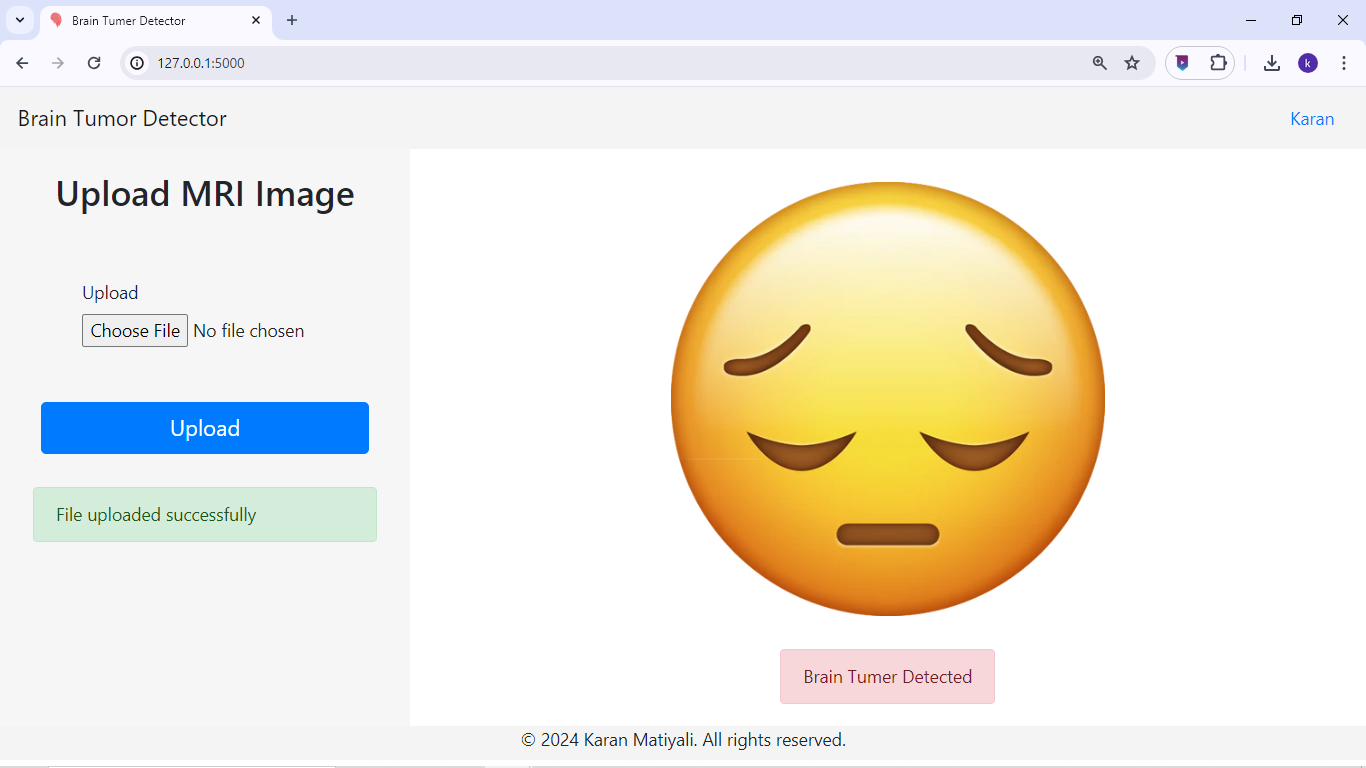 Brain Tumer Detector
127.0.0.1:5000
k
Brain Tumor Detector
Karan
Upload MRI Image
Upload
Choose File No file chosen
Upload
File uploaded successfully
Brain Tumer Detected
© 2024 Karan Matiyali. All rights reserved.